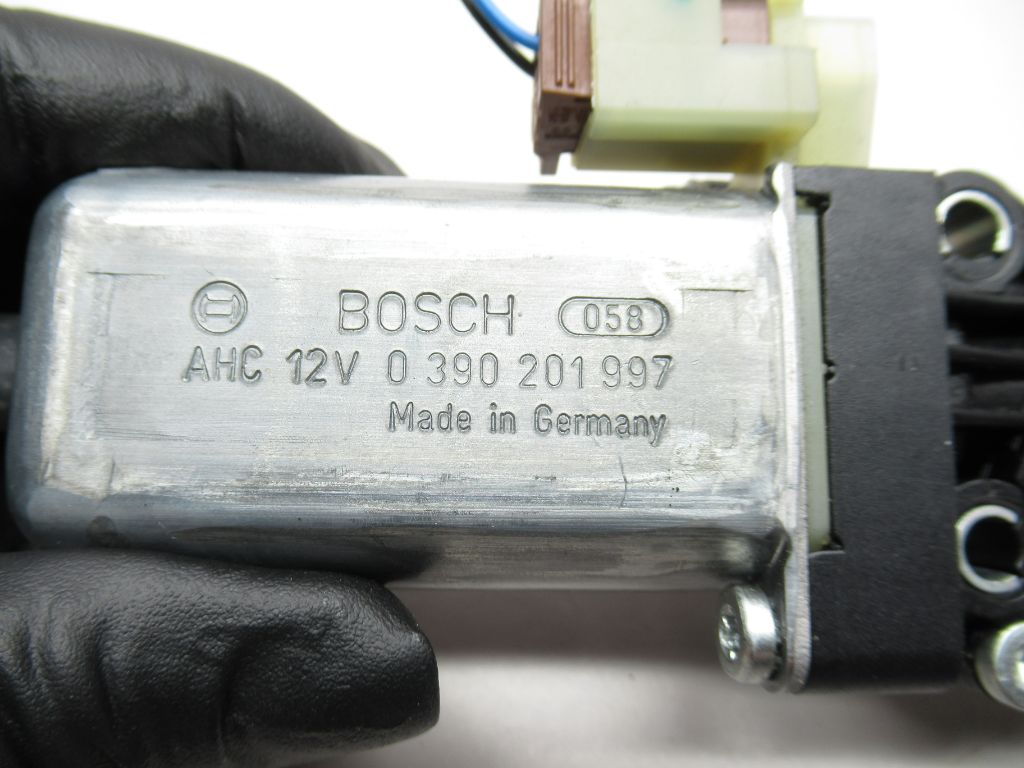 BOSCH 058
AHC 12V 0 390 201 997
Made in Germany